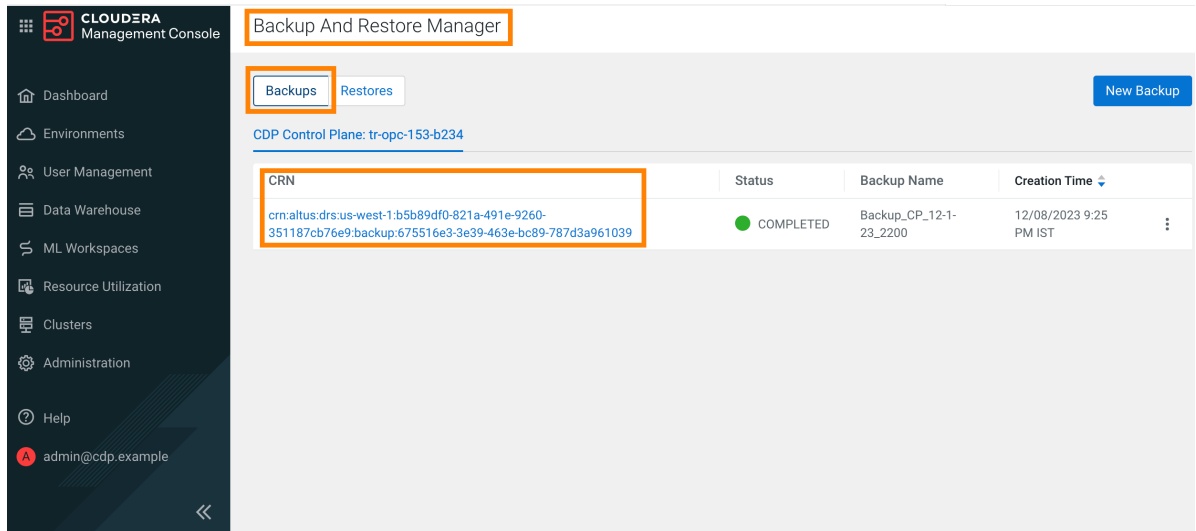 CLOUDERA
Management Console
Dashboard
Environments
User Management
Data Warehouse
ML Workspaces
Resource Utilization
Clusters
Administration
Help
A admin@cdp.example
Backup And Restore Manager
Backups Restores New Backup
CDP Control Plane: tr-opc-153-b234
CRN Status Backup Name Creation Time
crn:altus:drs:us-west-1:b5b89df0-821a-491e-9260-
351187cb76e9:backup:675516e3-3e39-463e-bc89-787d3a961039
COMPLETED
Backup_CP_12-1-
23_2200
12/08/2023 9:25
PM IST